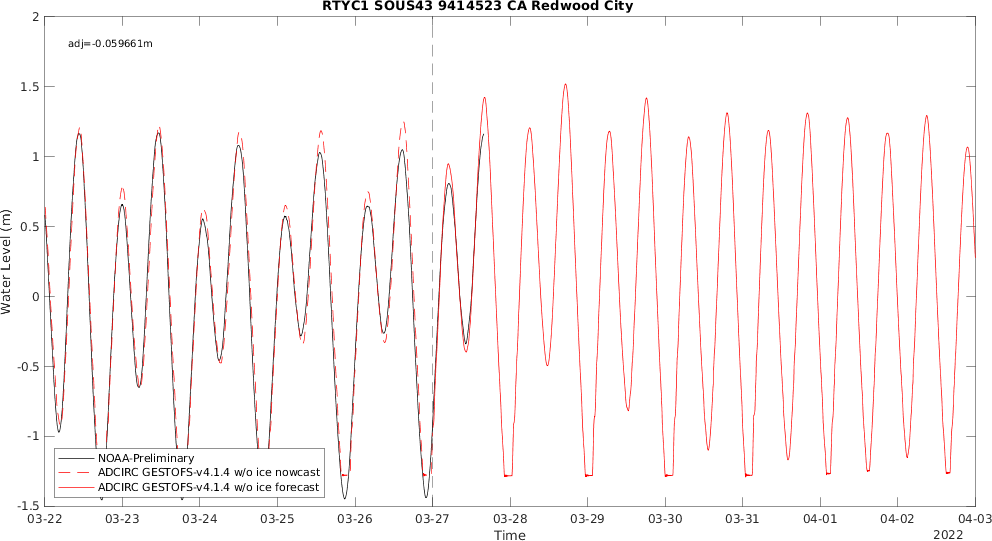 RTYC1 SOUS43 9414523 CA Redwood City
adj=-0.059661m
Water Level (m)
2
1.5
1
0.5
0
-0.5
-1
-1.5
NOAA-Preliminary
ADCIRC GESTOFS-v4.1.4 w/o ice nowcast
ADCIRC GESTOFS-v4.1.4 w/o ice forecast
03-22 03-23 03-24 03-25 03-26 03-27 03-28 03-29 03-30 03-31 04-01 04-02 04-03
Time
2022